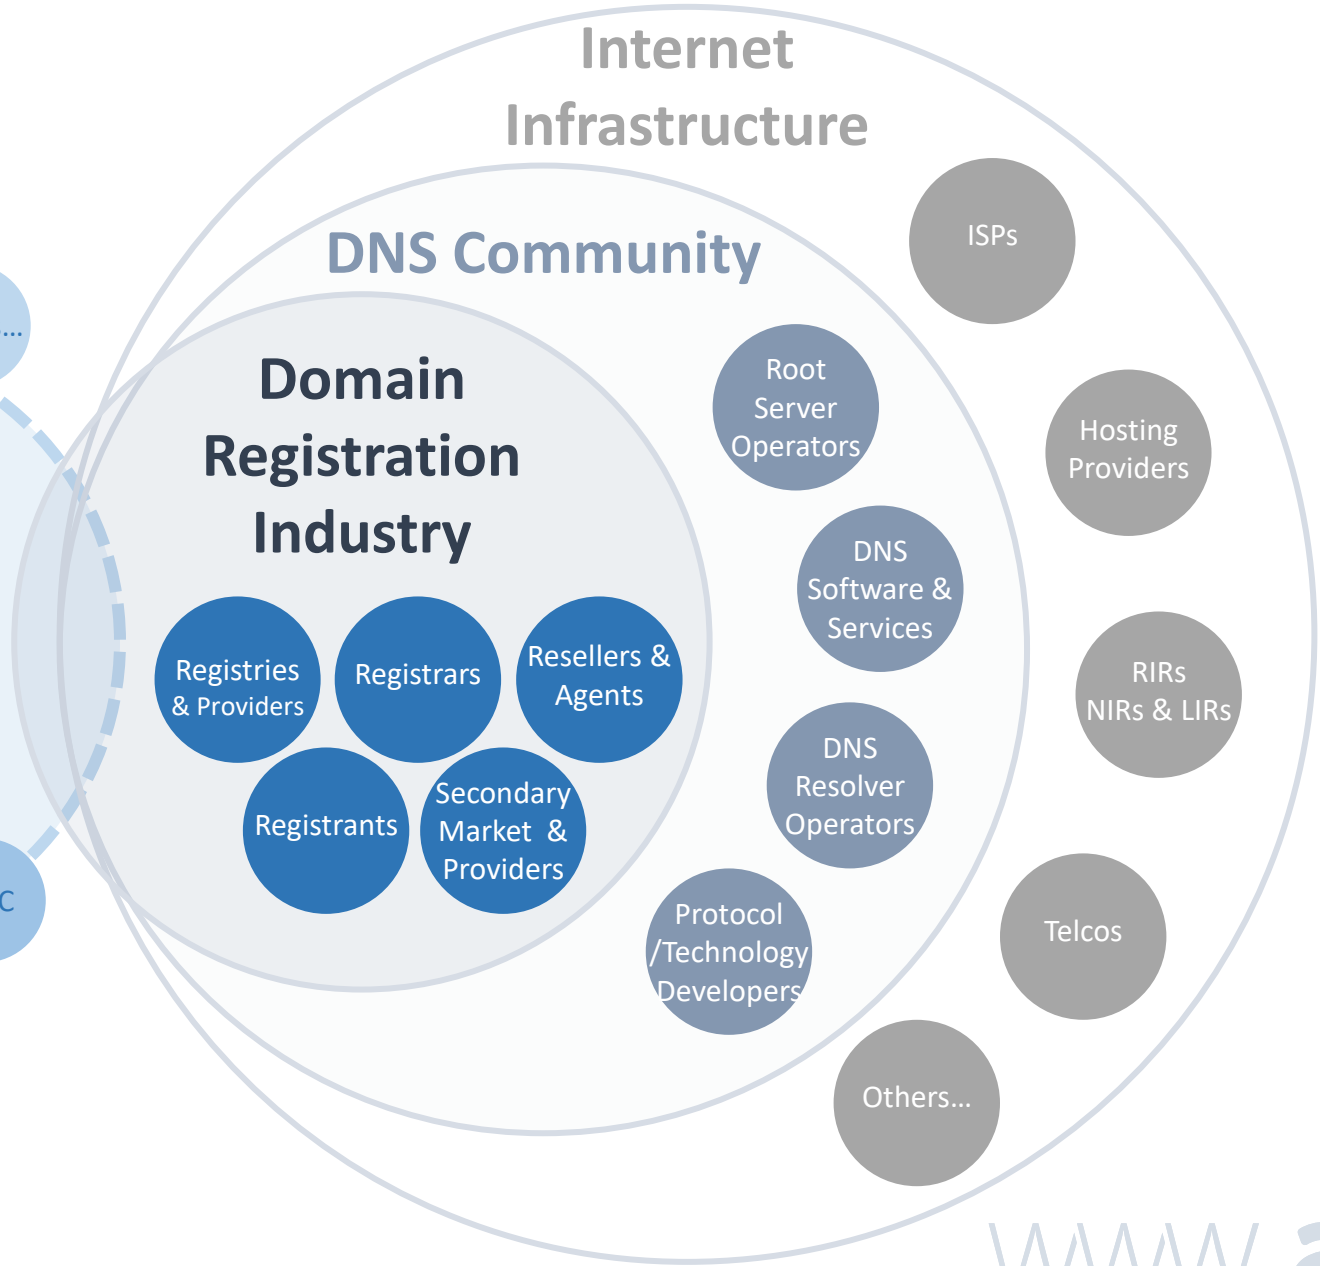 Internet
Infrastructure
DNS Community
Domain
Registration
Industry
ISPs
Root
Server
Operators
Hosting
Providers
DNS
Software &
Services
Registries
& Providers
Registrars
Resellers &
Agents
RIRs
NIRs & LIRs
DNS
Resolver
Operators
Registrants
Secondary
Market &
Providers
Protocol
/Technology
Developers
Telcos
Others...
www